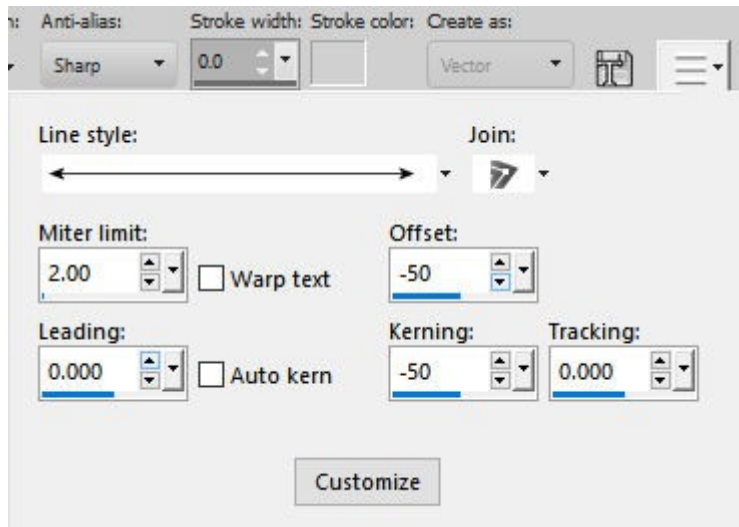 n: Anti-alias: Stroke width: Stroke color: Create as:
Sharp 0.0 Vector
Line style: Join:
Miter limit: Offset:
2.00 Warp text -50
Leading: Kerning: Tracking:
0.000 Auto kern -50 0.000
Customize